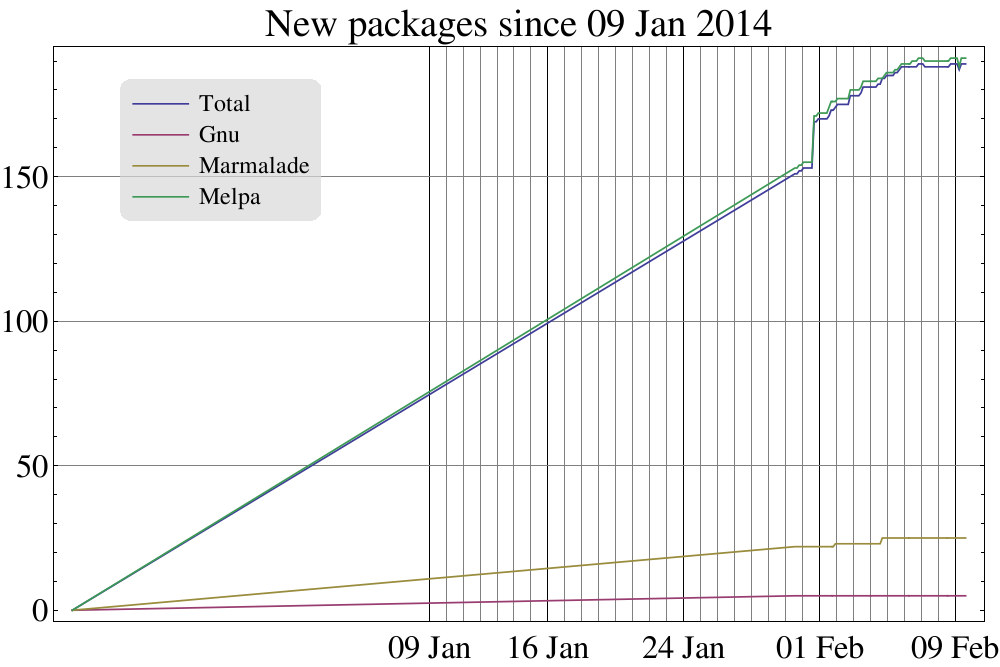 New packages since 09 Jan 2014
Total
Gnu
Marmalade
Melpa
150
100
50
0
09 Jan 16 Jan 24 Jan 01 Feb 09 Feb